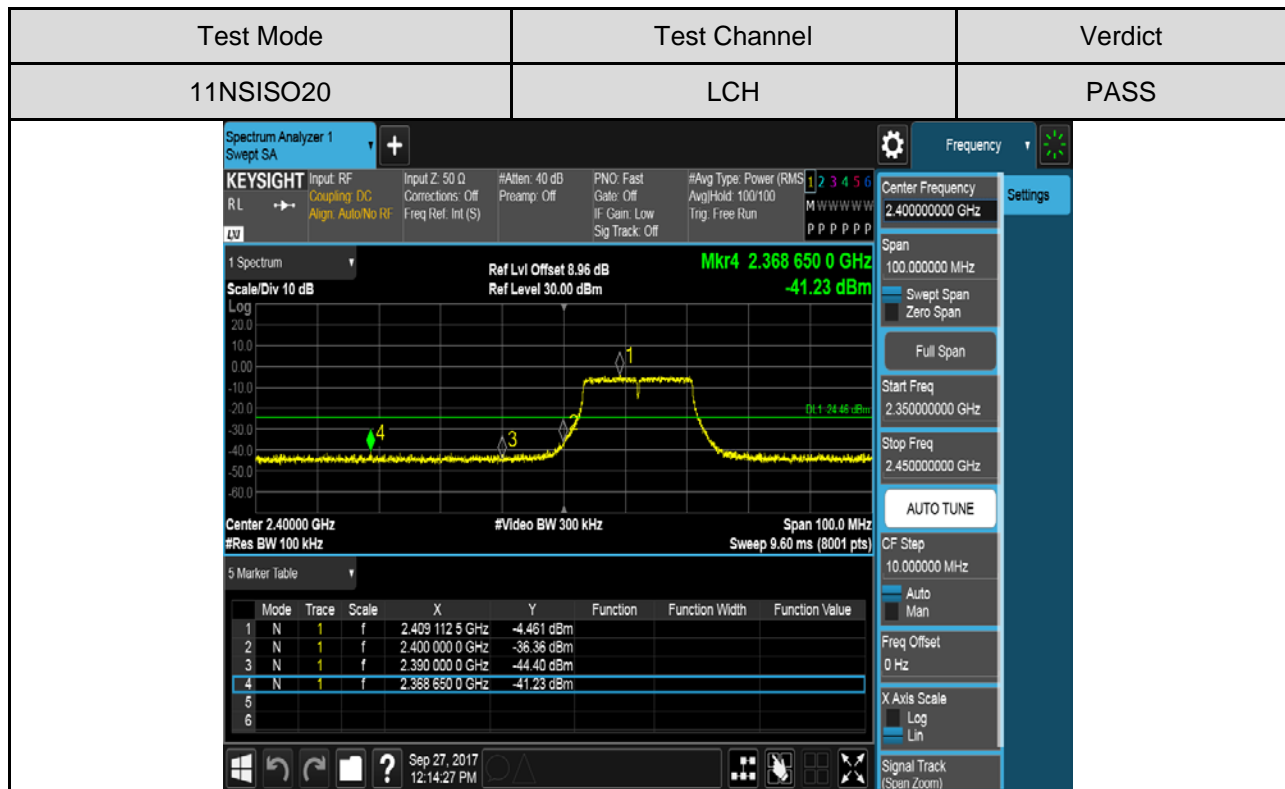 Test Mode Test Channel Verdict
11NSISO20 LCH PASS
Spectrum Analyzer 1
Swept SA
Frequency
KEYSIGHT Input: RF Input Z: 50 Ω #Atten: 40 dB PNO: Fast #Avg Type: Power (RMS 1 2 3 4 5 6
RL Coupling: DC Corrections: Off Preamp: Off Gate: Off Avg|Hold: 100/100 M W W W W W
Align: Auto/No RF Freq Ref: Int (S) IF Gain: Low Trig: Free Run
LXI Sig Track: Off P P P P P P
1 Spectrum
Scale/Div 10 dB
Ref Lvl Offset 8.96 dB
Ref Level 30.00 dBm
Mkr4 2.368 650 0 GHz
-41.23 dBm
Log
20.0
10.0
0.00
-10.0
-20.0
-30.0
-40.0
-50.0
-60.0
1
2
3
4
DL1 -24.46 dBm
Center 2.40000 GHz #Video BW 300 kHz Span 100.0 MHz
#Res BW 100 kHz Sweep 9.60 ms (8001 pts)
5 Marker Table
Mode Trace Scale X Y Function Function Width Function Value
1 N 1 f 2.409 112 5 GHz -4.461 dBm
2 N 1 f 2.400 000 0 GHz -36.36 dBm
3 N 1 f 2.390 000 0 GHz -44.40 dBm
4 N 1 f 2.368 650 0 GHz -41.23 dBm
5
6
?
Sep 27, 2017
12:14:27 PM
Center Frequency
2.400000000 GHz
Settings
Span
100.000000 MHz
Swept Span
Zero Span
Full Span
Start Freq
2.350000000 GHz
Stop Freq
2.450000000 GHz
AUTO TUNE
CF Step
10.000000 MHz
Auto
Man
Freq Offset
0 Hz
X Axis Scale
Log
Lin
Signal Track
(Span Zoom)